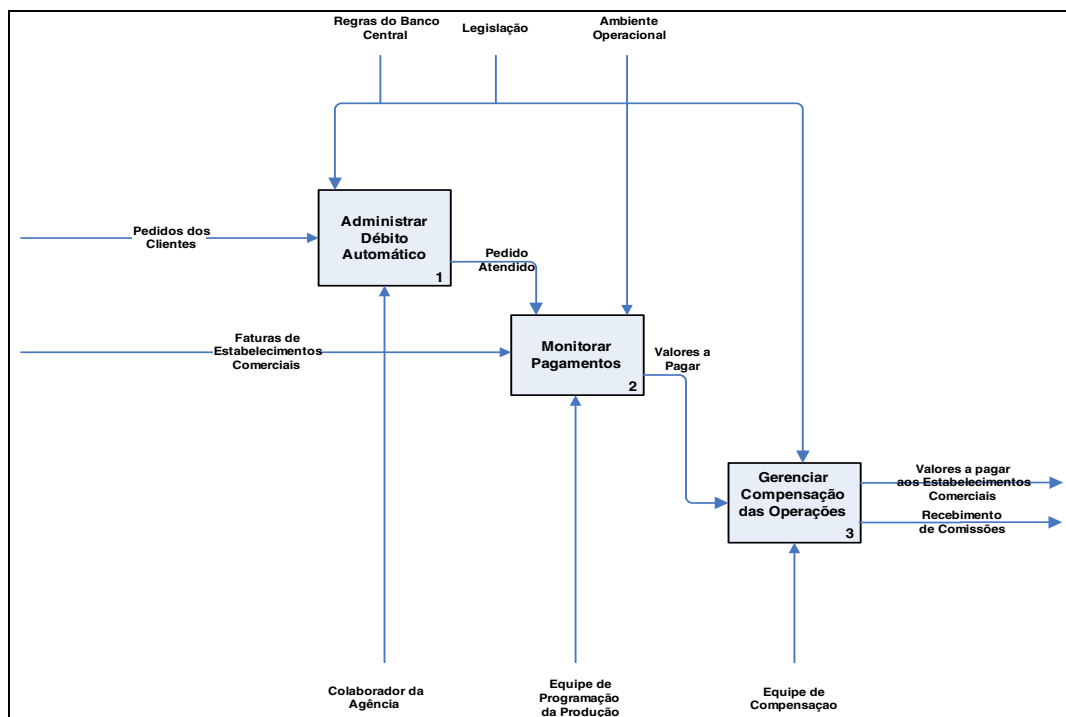 Regras do Banco
Central
Legislação
Ambiente
Operacional
Administrar
Débito
Automático
1
Pedidos dos
Clientes
Pedido
Atendido
Faturas de
Estabelecimentos
Comerciais
Monitorar
Pagamentos
2
Valores a
Pagar
Gerenciar
Compensação
das Operações
3
Valores a pagar
aos Estabelecimentos
Comerciais
Recebimento
de Comissões
Colaborador da
Agência
Equipe de
Programação
da Produção
Equipe de
Compensaçao